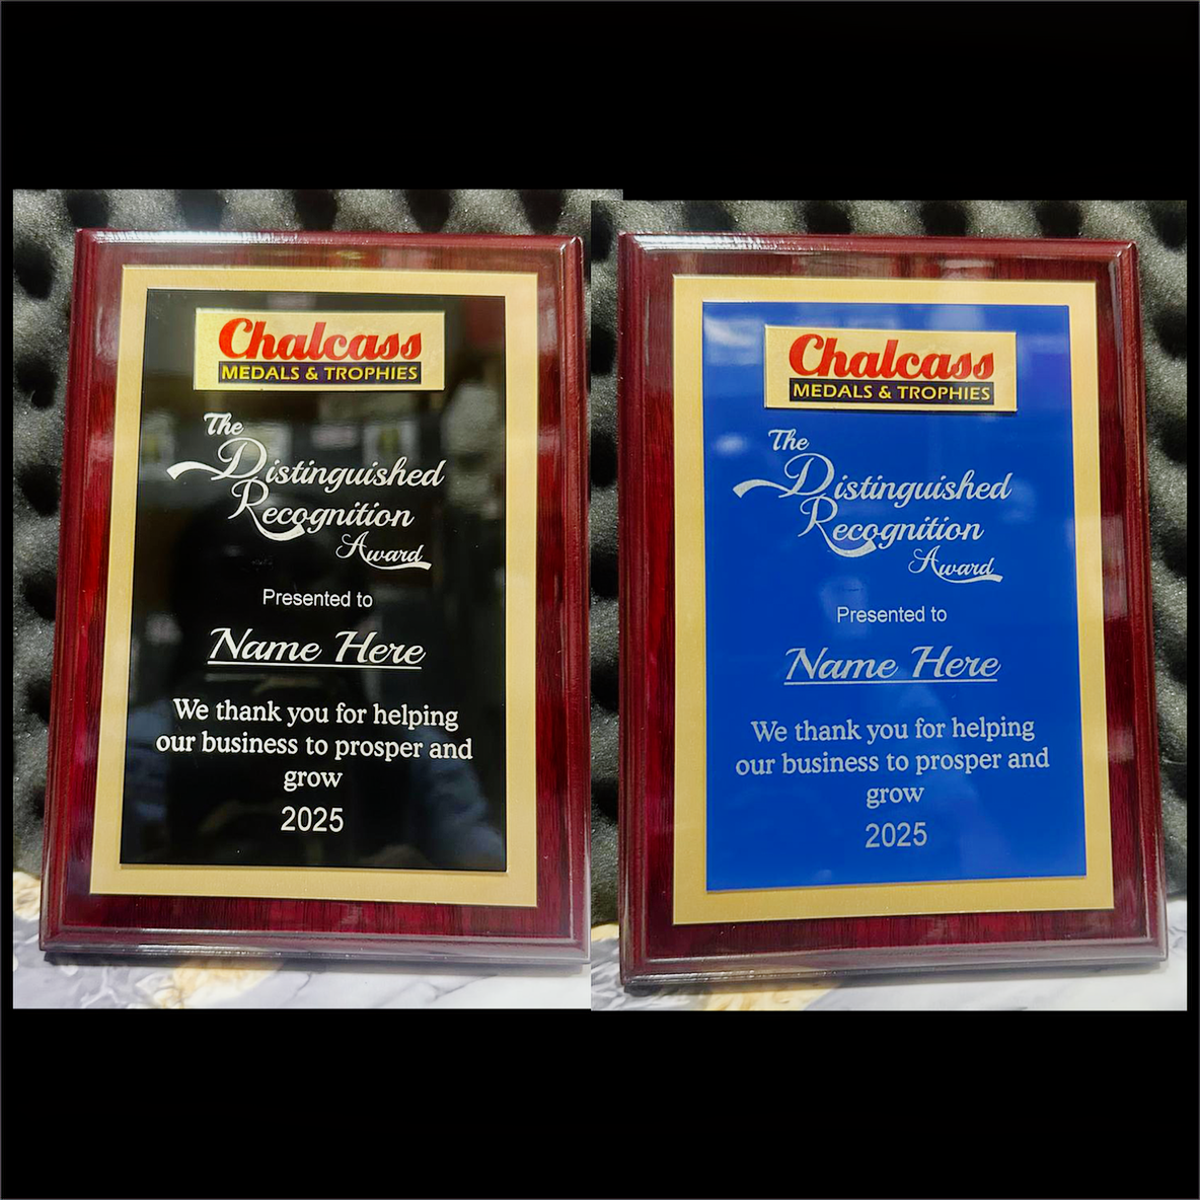 Chalcass
MEDALS & TROPHIES
The
Distinguished
Recognition
Award
Presented to
Name Here
We thank you for helping
our business to prosper and
grow
2025
Chalcass
MEDALS & TROPHIES
The
Distinguished
Recognition
Award
Presented to
Name Here
We thank you for helping
our business to prosper and
grow
2025